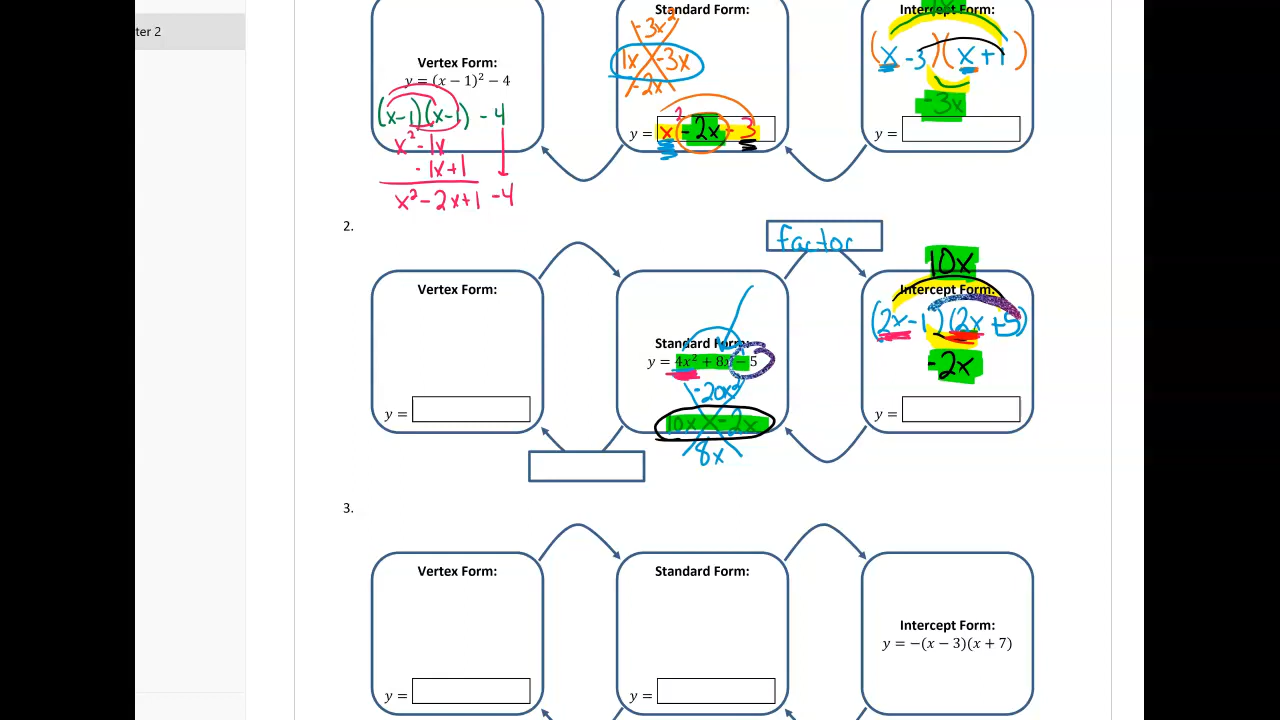 ter 2
Vertex Form:
y = (x − 1)² − 4
(x-1)(x-1) - 4
x² - 1x
- 1x + 1
x² - 2x + 1 - 4
Standard Form:
-3x²
1x -3x
-2x
y = x² - 2x - 3
Intercept Form:
(x - 3)(x + 1)
-3x
y =
2.
factor
Vertex Form:
y =
Standard Form:
y = 4x² + 8x − 5
-20x²
10x -2x
8x
10x
Intercept Form:
(2x - 1)(2x + 5)
-2x
y =
3.
Vertex Form:
y =
Standard Form:
y =
Intercept Form:
y = −(x − 3)(x + 7)